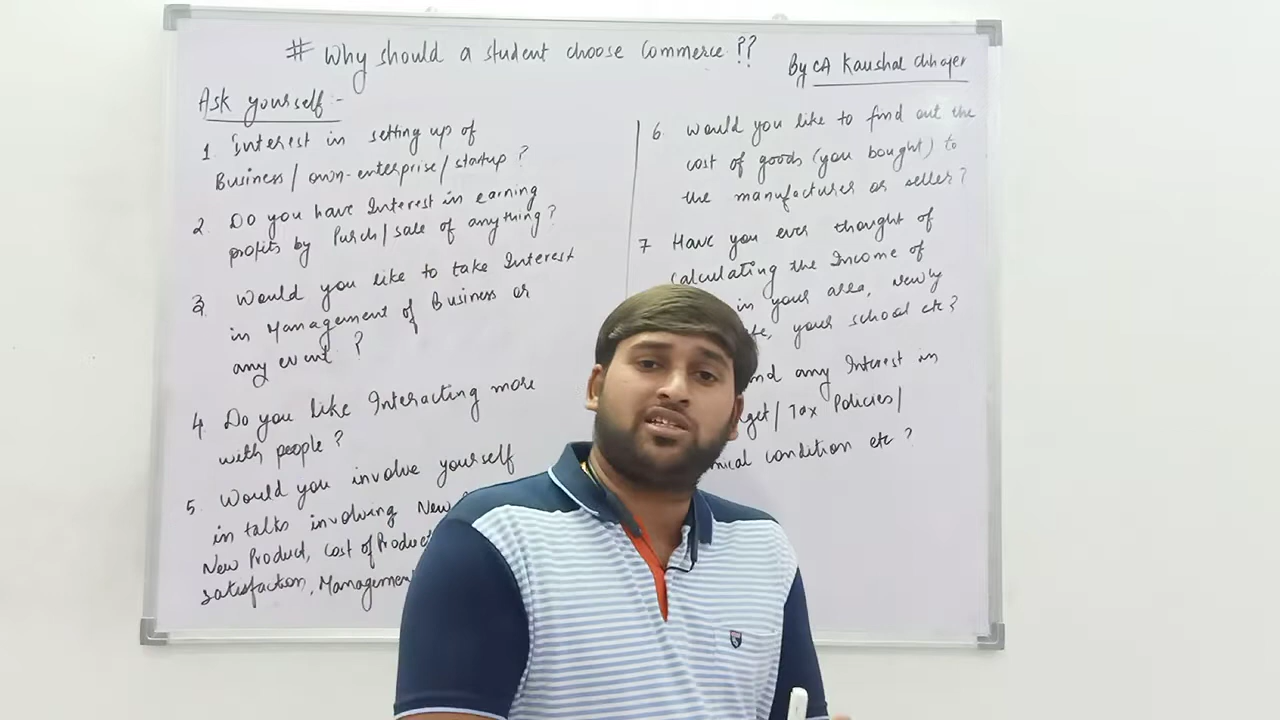 # Why should a student choose commerce ??
By CA Kaushal Chhajer
Ask yourself :-
1. Interest in setting up of
Business / own-enterprise / startup ?
2. Do you have Interest in earning
profits by Purch / sale of anything ?
3. Would you like to take Interest
in Management of Business or
any event ?
4. Do you like Interacting more
with people ?
5. Would you involve yourself
in talks involving New
New Product, Cost of Product
satisfaction, Management
6. Would you like to find out the
cost of goods (you bought) to
the manufacturer or seller ?
7 Have you ever thought of
Calculating the Income of
in your area, newly
your school etc ?
any Interest in
Tax Policies /
condition etc ?